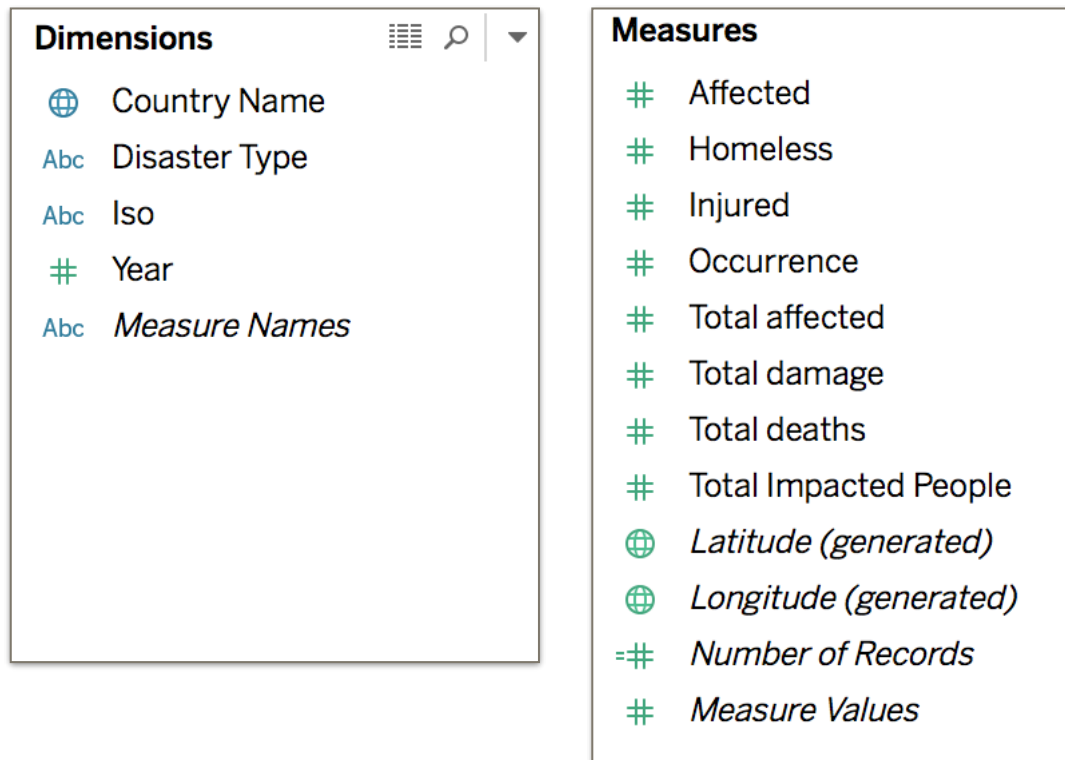 Dimensions
Country Name
Abc Disaster Type
Abc Iso
Year
Abc Measure Names
Measures
Affected
Homeless
Injured
Occurrence
Total affected
Total damage
Total deaths
Total Impacted People
Latitude (generated)
Longitude (generated)
=# Number of Records
Measure Values